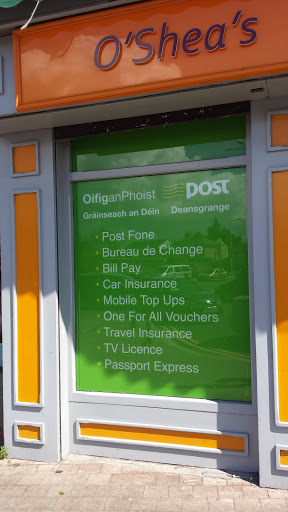 O'Shea's
OifiganPhoist post
Gráinseach an Déin Deansgrange
• Post Fone
• Bureau de Change
• Bill Pay
• Car Insurance
• Mobile Top Ups
• One For All Vouchers
• Travel Insurance
• TV Licence
• Passport Express